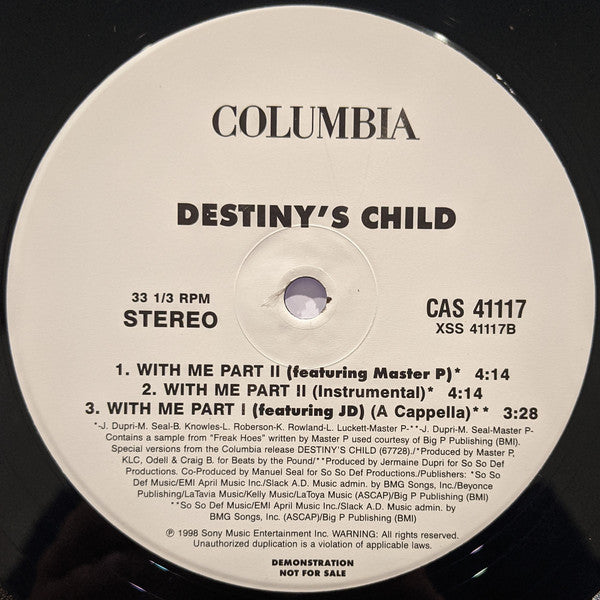 COLUMBIA
DESTINY'S CHILD
33 1/3 RPM
STEREO
CAS 41117
XSS 41117B
1. WITH ME PART II (featuring Master P)* 4:14
2. WITH ME PART II (Instrumental)* 4:14
3. WITH ME PART I (featuring JD) (A Cappella)** 3:28
*-J. Dupri-M. Seal-B. Knowles-L. Roberson-K. Rowland-L. Luckett-Master P-**-J. Dupri-M. Seal-Master P-
Contains a sample from "Freak Hoes" written by Master P used courtesy of Big P Publishing (BMI).
Special versions from the Columbia release DESTINY'S CHILD (67728)./*Produced by Master P,
KLC, Odell & Craig B. for Beats by the Pound/**Produced by Jermaine Dupri for So So Def
Productions. Co-Produced by Manuel Seal for So So Def Productions./Publishers: *So So
Def Music/EMI April Music Inc./Slack A.D. Music admin. by BMG Songs, Inc./Beyonce
Publishing/LaTavia Music/Kelly Music/LaToya Music (ASCAP)/Big P Publishing (BMI)
**So So Def Music/EMI April Music Inc./Slack A.D. Music admin. by
BMG Songs, Inc. (ASCAP)/Big P Publishing (BMI)
℗ 1998 Sony Music Entertainment Inc. WARNING: All rights reserved.
Unauthorized duplication is a violation of applicable laws.
DEMONSTRATION
NOT FOR SALE